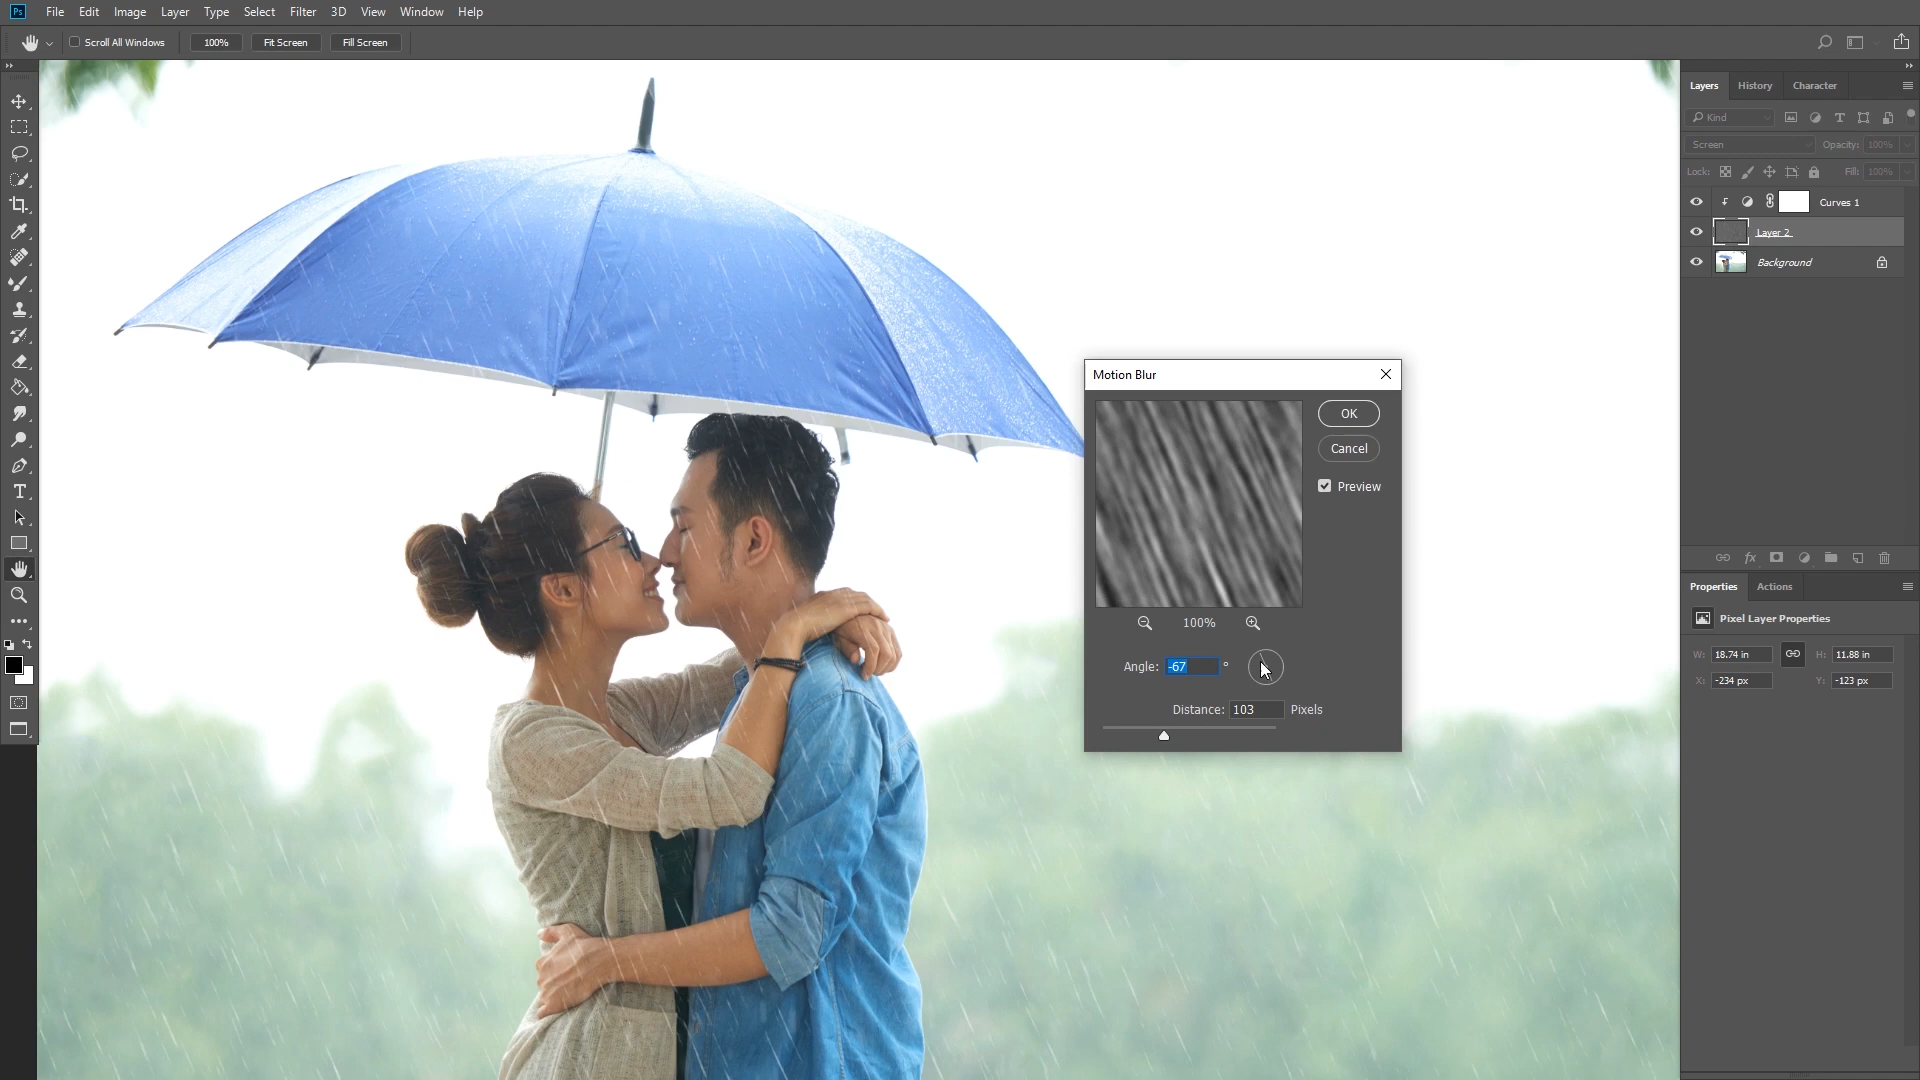 Ps File Edit Image Layer Type Select Filter 3D View Window Help
Scroll All Windows 100% Fit Screen Fill Screen
Layers History Character
Kind
Screen Opacity: 100%
Lock: Fill: 100%
Curves 1
Layer 2
Background
Motion Blur
OK
Cancel
Preview
100%
Angle: -67 °
Distance: 103 Pixels
Properties Actions
Pixel Layer Properties
W: 18.74 in H: 11.88 in
X: -234 px Y: -123 px